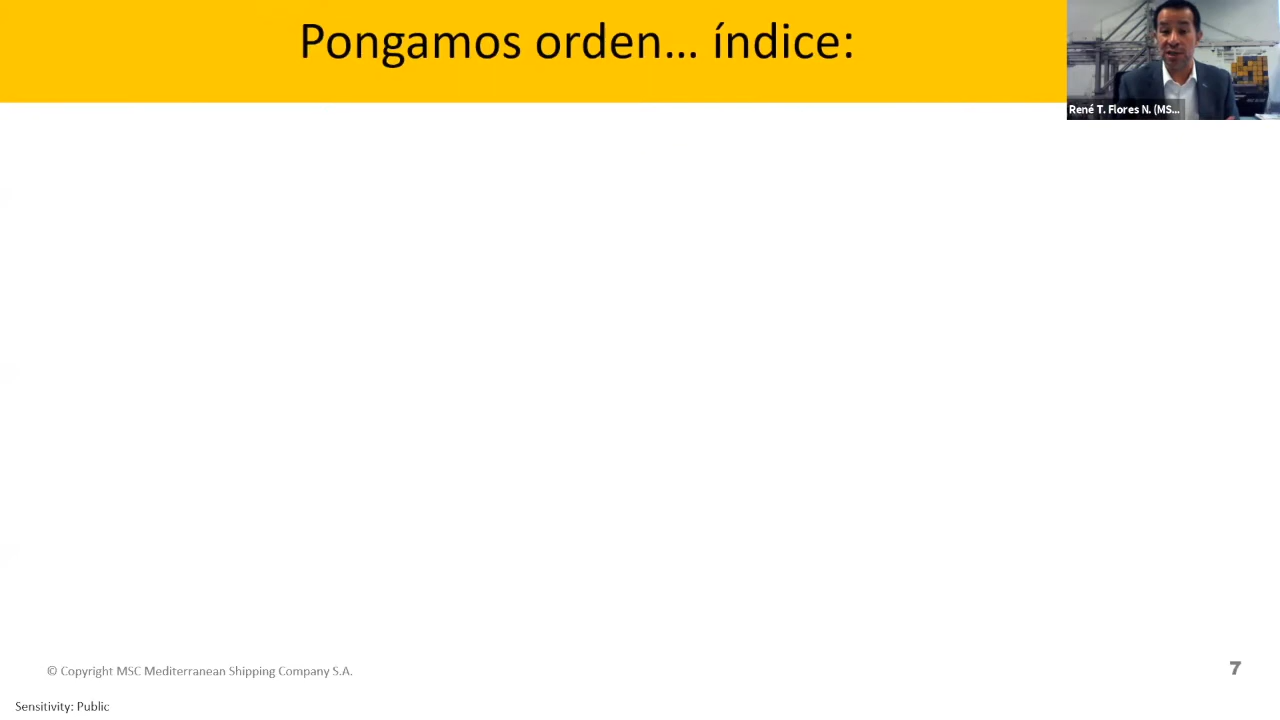 Pongamos orden... índice:
René T. Flores N. (MS...
© Copyright MSC Mediterranean Shipping Company S.A.
7
Sensitivity: Public